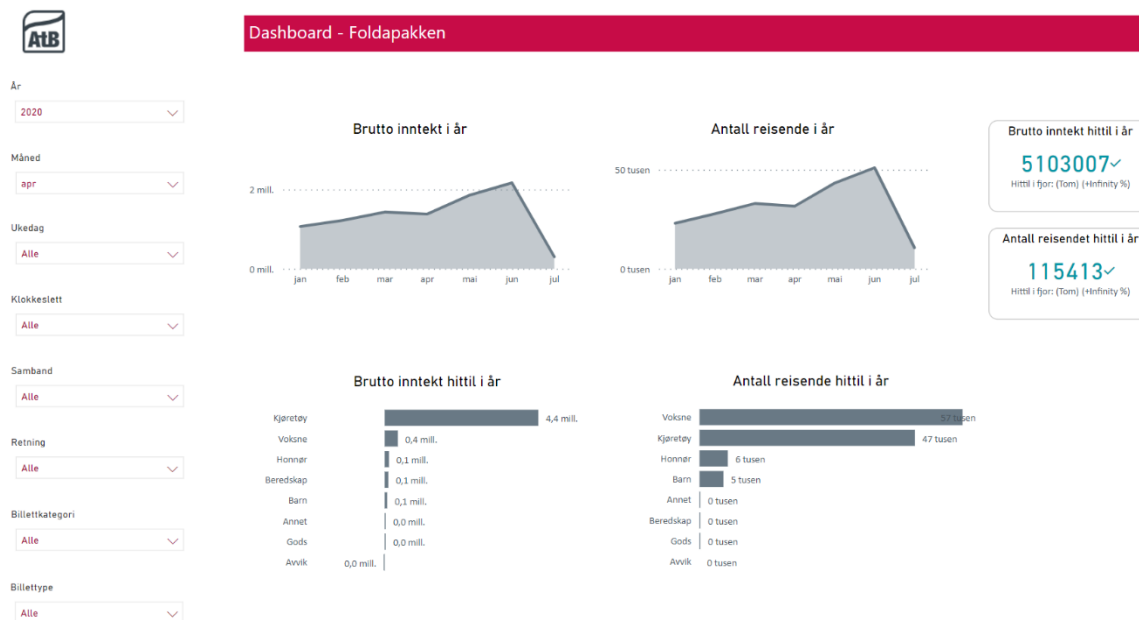 AtB
Dashboard - Foldapakken
År
2020
Måned
apr
Ukedag
Alle
Klokkeslett
Alle
Samband
Alle
Retning
Alle
Billettkategori
Alle
Billettype
Alle
Brutto inntekt i år
2 mill.
0 mill.
jan feb mar apr mai jun jul
Antall reisende i år
50 tusen
0 tusen
jan feb mar apr mai jun jul
Brutto inntekt hittil i år
5103007
Hittil i fjor: (Tom) (+Infinity %)
Antall reisendet hittil i år
115413
Hittil i fjor: (Tom) (+Infinity %)
Brutto inntekt hittil i år
Kjøretøy 4,4 mill.
Voksne 0,4 mill.
Honnør 0,1 mill.
Beredskap 0,1 mill.
Barn 0,1 mill.
Annet 0,0 mill.
Gods 0,0 mill.
Avvik 0,0 mill.
Antall reisende hittil i år
Voksne 57 tusen
Kjøretøy 47 tusen
Honnør 6 tusen
Barn 5 tusen
Annet 0 tusen
Beredskap 0 tusen
Gods 0 tusen
Avvik 0 tusen